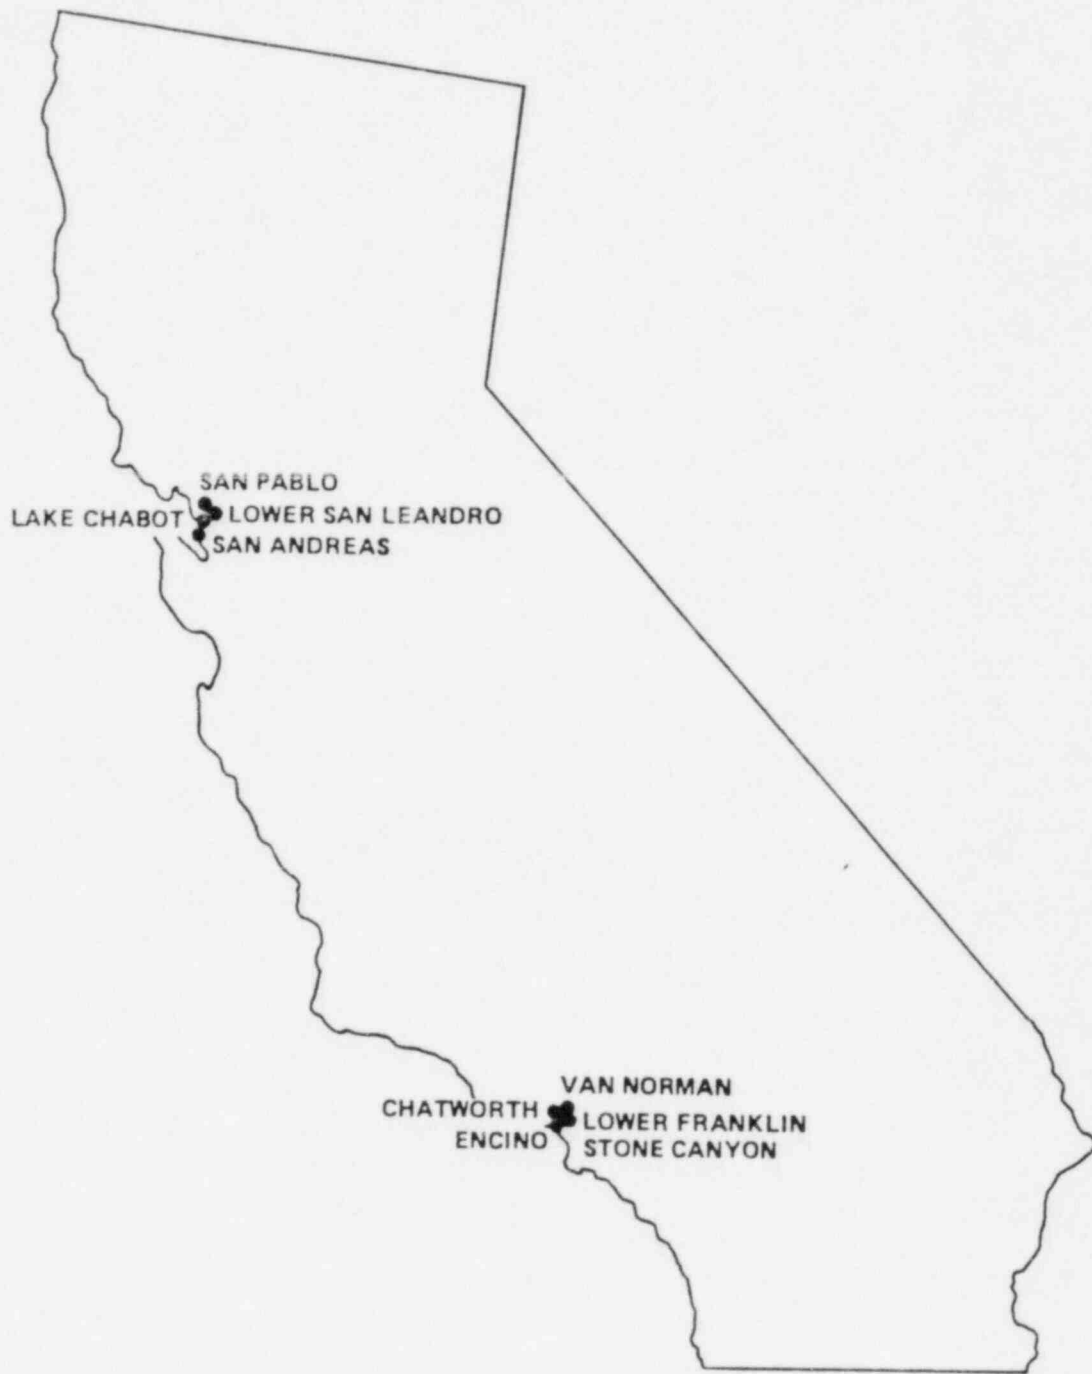 SAN PABLO
LAKE CHABOT
LOWER SAN LEANDRO
SAN ANDREAS
VAN NORMAN
CHATWORTH
LOWER FRANKLIN
ENCINO
STONE CANYON